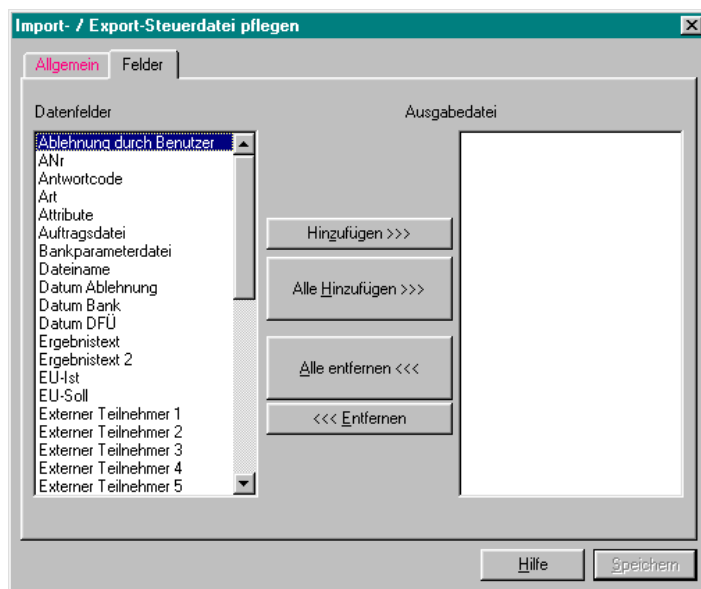 Import- / Export-Steuerdatei pflegen
Allgemein
Felder
Datenfelder
Ausgabedatei
Ablehnung durch Benutzer
ANr
Antwortcode
Art
Attribute
Auftragsdatei
Bankparameterdatei
Dateiname
Datum Ablehnung
Datum Bank
Datum DFÜ
Ergebnistext
Ergebnistext 2
EU-Ist
EU-Soll
Externer Teilnehmer 1
Externer Teilnehmer 2
Externer Teilnehmer 3
Externer Teilnehmer 4
Externer Teilnehmer 5
Hinzufügen >>>
Alle Hinzufügen >>>
Alle entfernen <<<
<<< Entfernen
Hilfe
Speichern